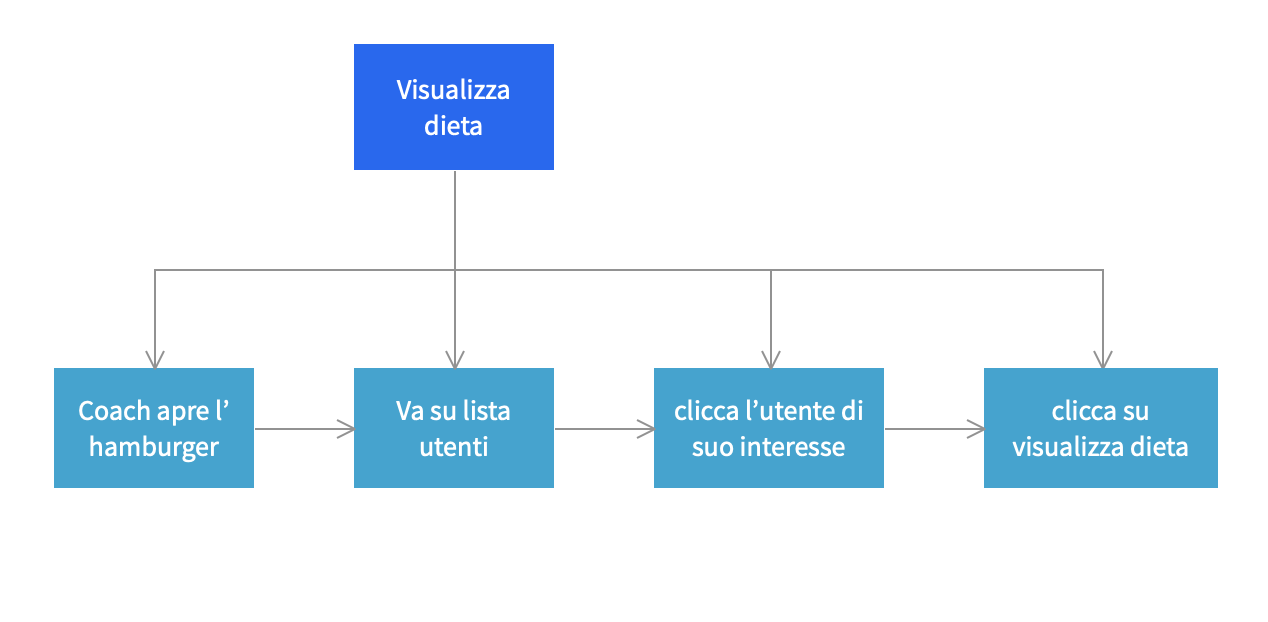 Visualizza
dieta
Coach apre l’
hamburger
Va su lista
utenti
clicca l’utente di
suo interesse
clicca su
visualizza dieta